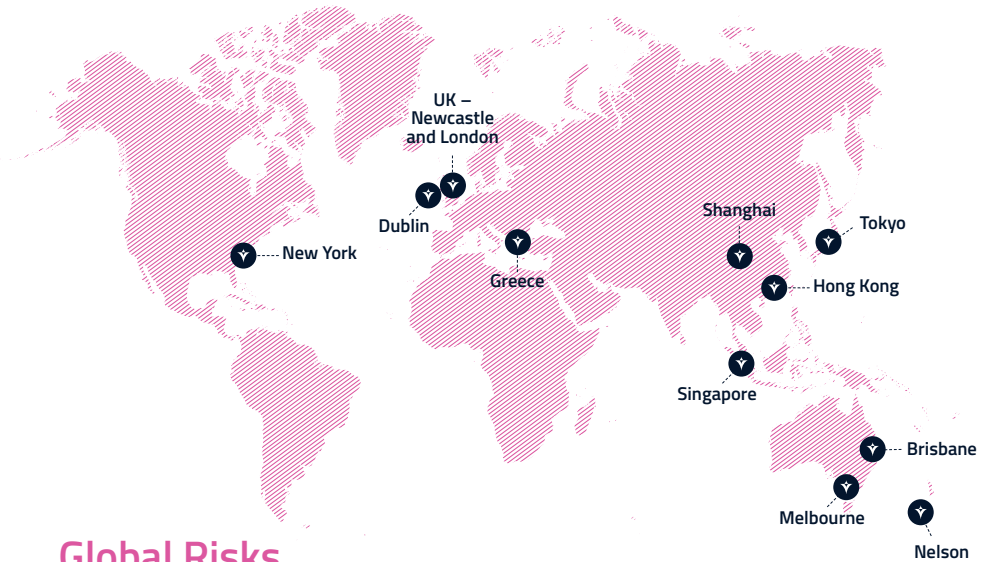 UK –
Newcastle
and London
Dublin
New York
Greece
Shanghai
Tokyo
Hong Kong
Singapore
Brisbane
Melbourne
Nelson
Global Risks